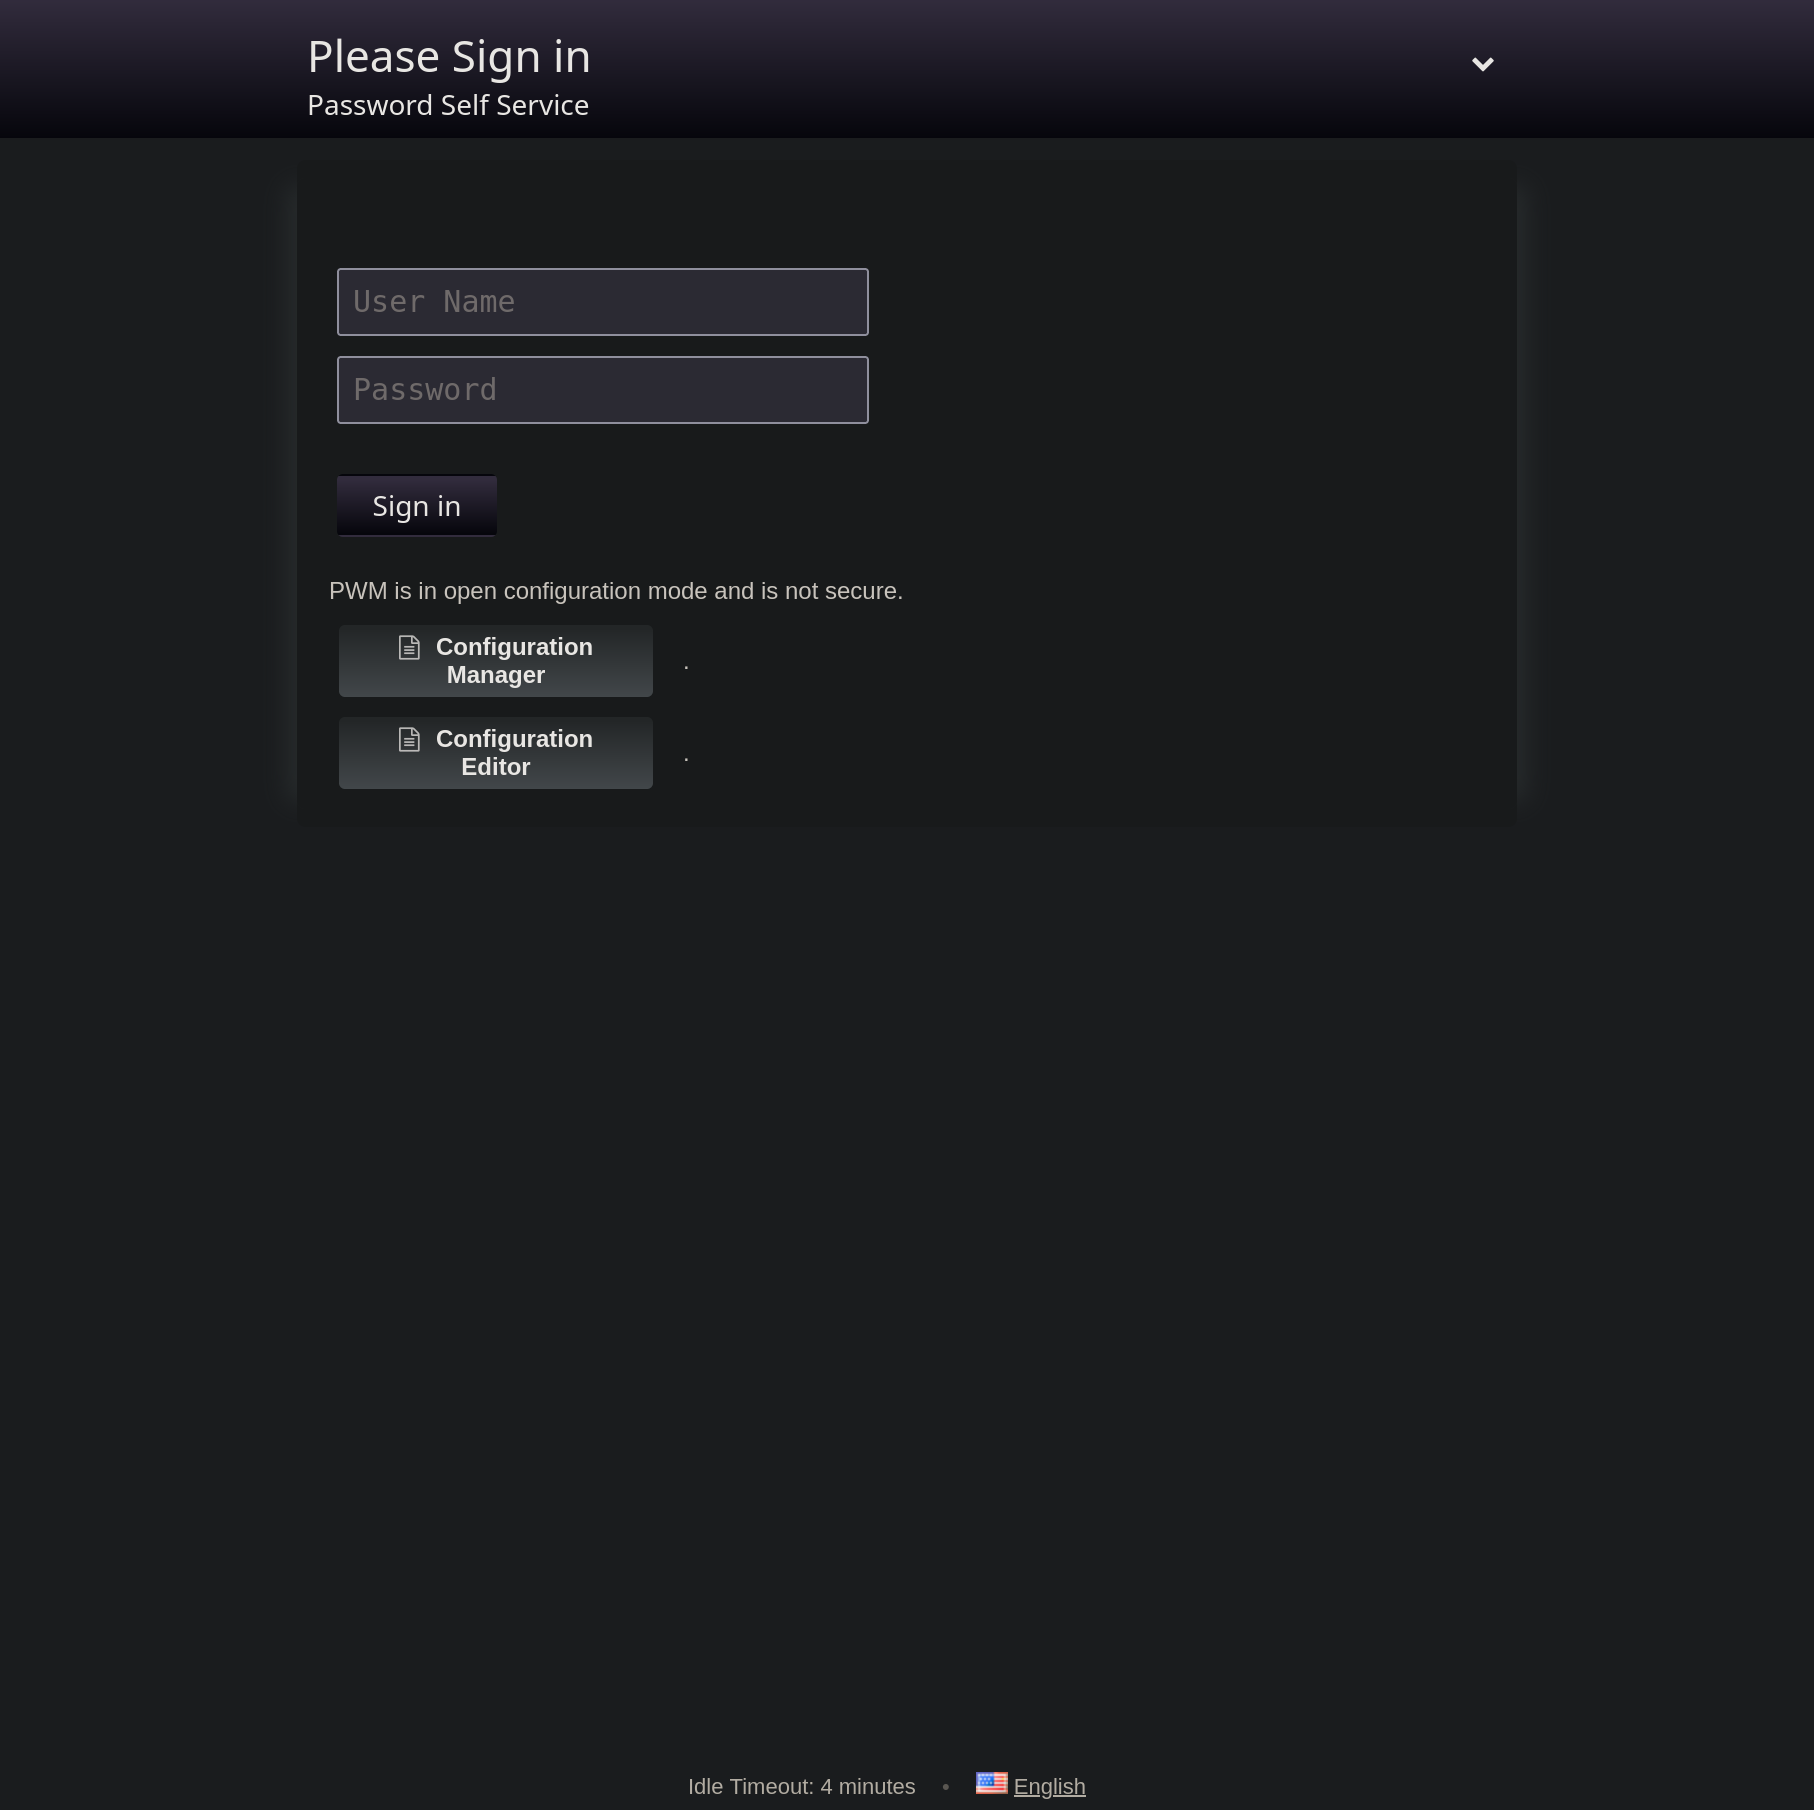 Please Sign in
Password Self Service
User Name
Password
Sign in
PWM is in open configuration mode and is not secure.
Configuration
Manager
.
Configuration
Editor
.
Idle Timeout: 4 minutes • English